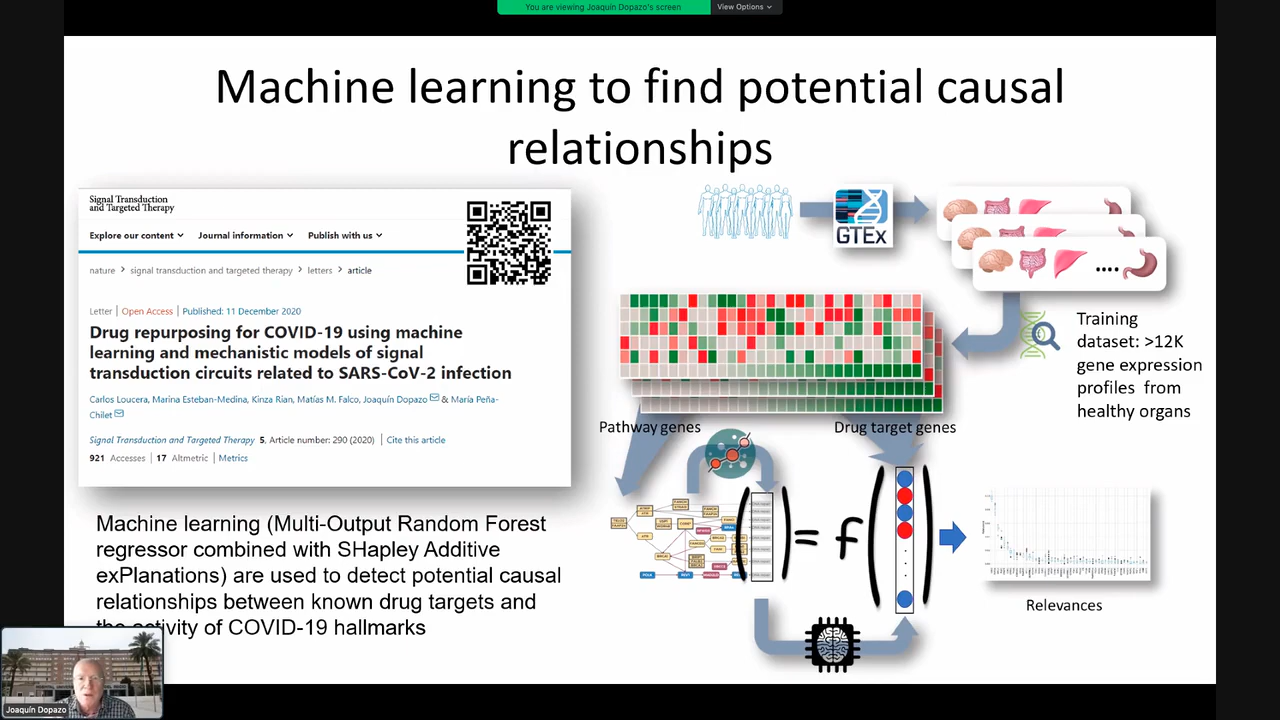 You are viewing Joaquín Dopazo's screen
View Options
Machine learning to find potential causal
relationships
Signal Transduction
and Targeted Therapy
Explore our content
Journal information
Publish with us
nature > signal transduction and targeted therapy > letters > article
Letter | Open Access | Published: 11 December 2020
Drug repurposing for COVID-19 using machine
learning and mechanistic models of signal
transduction circuits related to SARS-CoV-2 infection
Carlos Loucera, Marina Esteban-Medina, Kinza Rian, Matías M. Falco, Joaquín Dopazo & Maria Peña-
Chilet
Signal Transduction and Targeted Therapy 5, Article number: 290 (2020) | Cite this article
921 Accesses | 17 Altmetric | Metrics
Machine learning (Multi-Output Random Forest
regressor combined with SHapley Additive
exPlanations) are used to detect potential causal
relationships between known drug targets and
the activity of COVID-19 hallmarks
GTEx
....
Training
dataset: >12K
gene expression
profiles from
healthy organs
Pathway genes
Drug target genes
= f
Relevances
Joaquín Dopazo